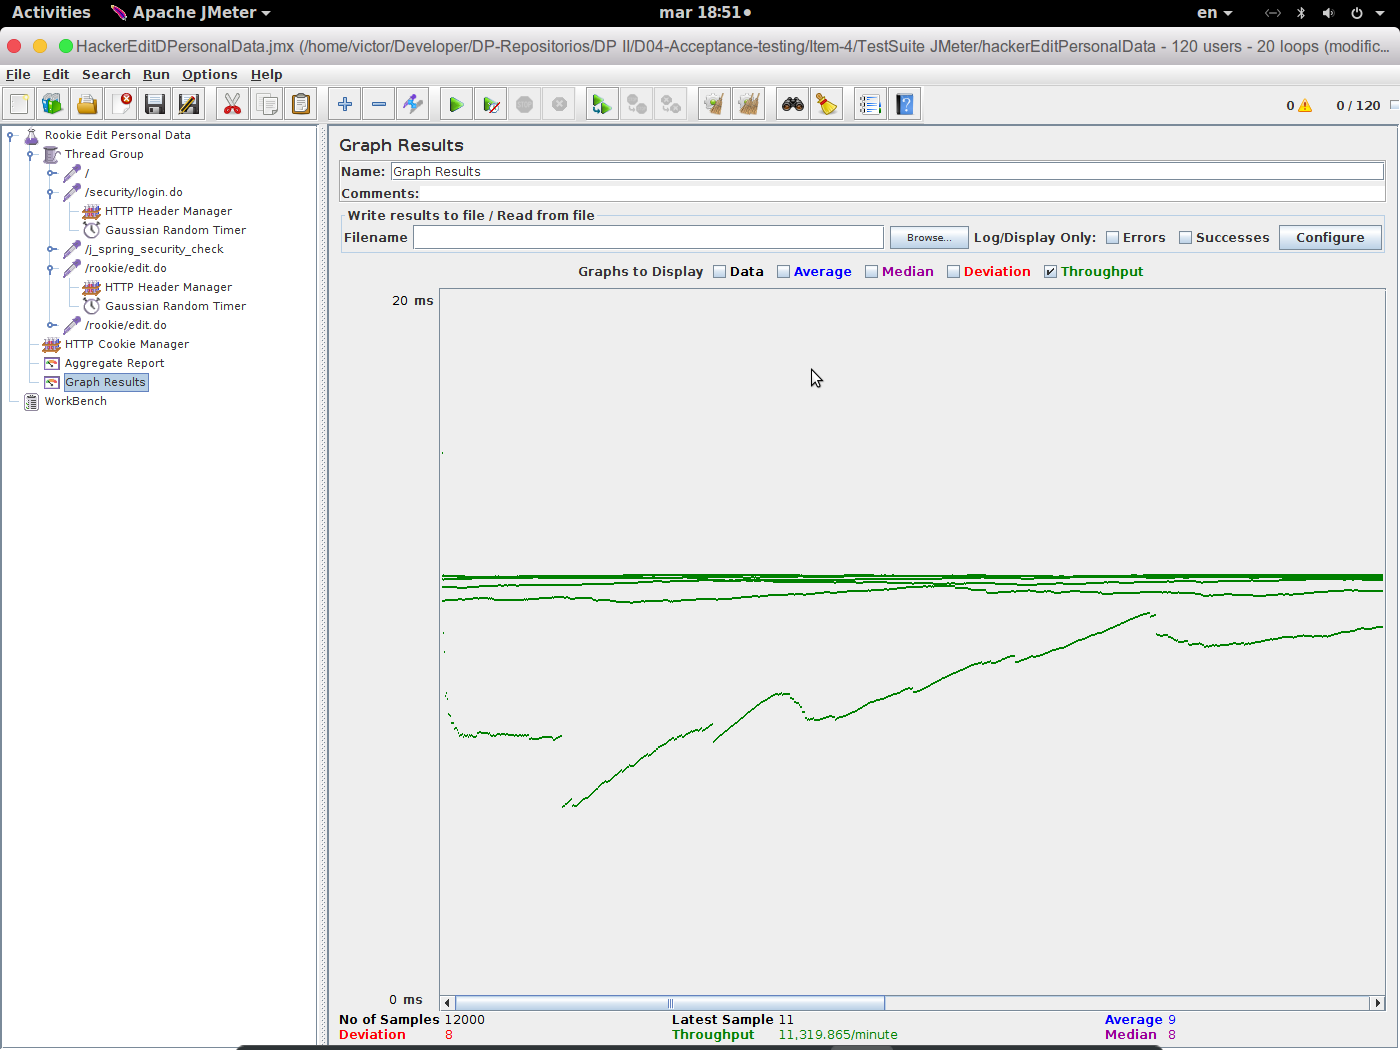 Activities Apache JMeter mar 18:51 en
HackerEditDPersonalData.jmx (/home/victor/Developer/DP-Repositorios/DP II/D04-Acceptance-testing/Item-4/TestSuite JMeter/hackerEditPersonalData - 120 users - 20 loops (modific...
File Edit Search Run Options Help
0 0 / 120
Rookie Edit Personal Data
Thread Group
/
/security/login.do
HTTP Header Manager
Gaussian Random Timer
/j_spring_security_check
/rookie/edit.do
HTTP Header Manager
Gaussian Random Timer
/rookie/edit.do
HTTP Cookie Manager
Aggregate Report
Graph Results
WorkBench
Graph Results
Name: Graph Results
Comments:
Write results to file / Read from file
Filename Browse... Log/Display Only: Errors Successes Configure
Graphs to Display Data Average Median Deviation Throughput
20 ms
0 ms
No of Samples 12000 Latest Sample 11 Average 9
Deviation 8 Throughput 11,319.865/minute Median 8